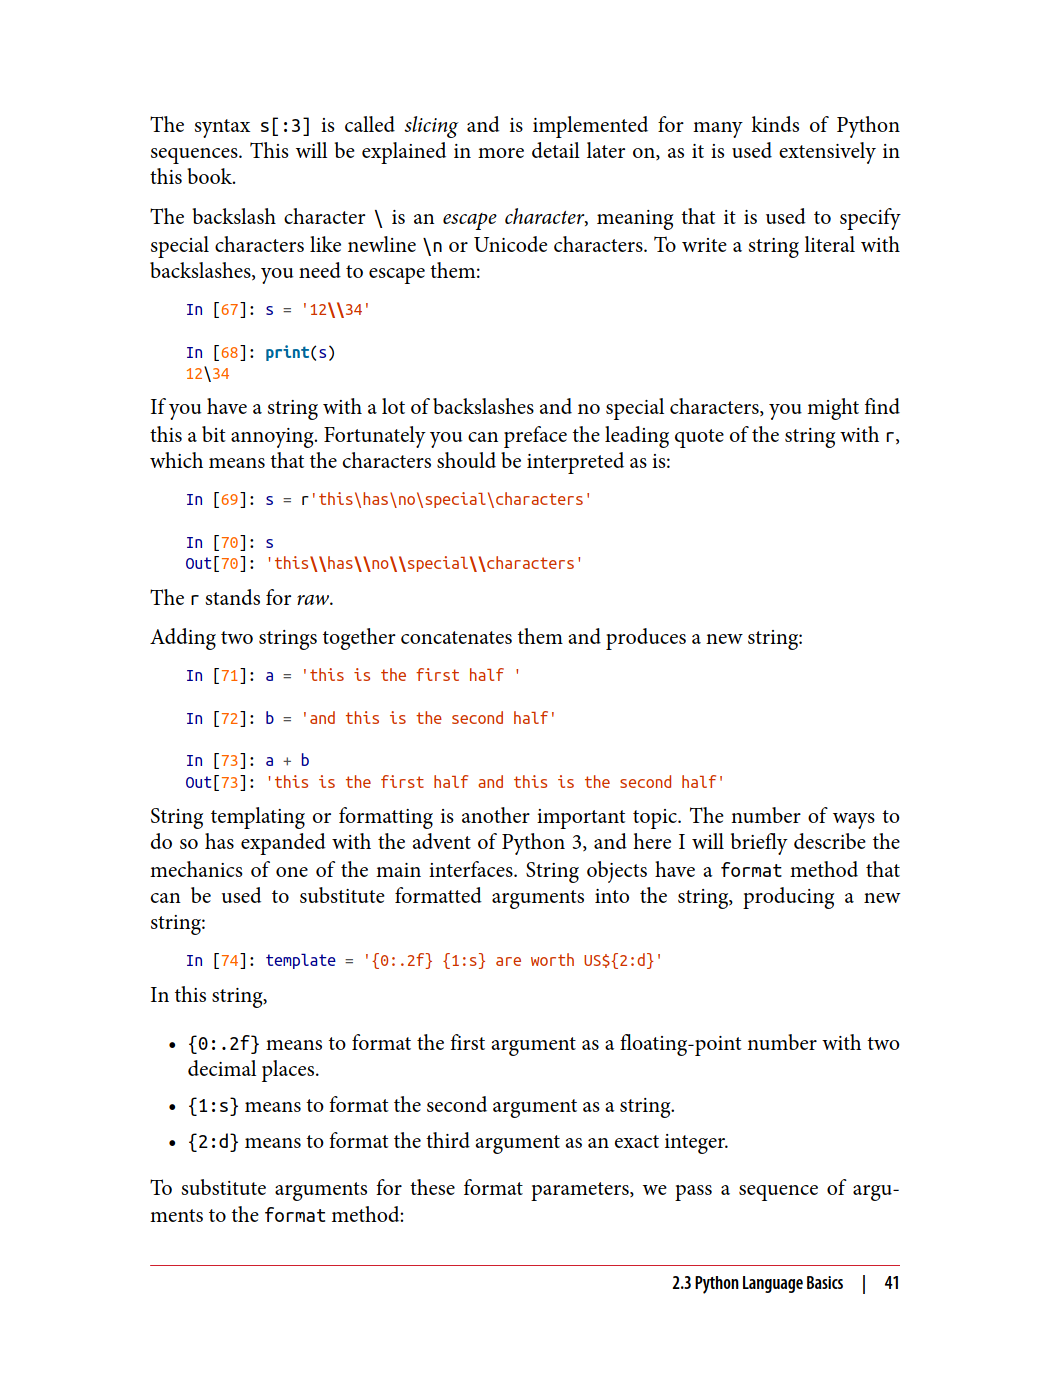 The syntax s[:3] is called slicing and is implemented for many kinds of Python
sequences. This will be explained in more detail later on, as it is used extensively in
this book.
The backslash character \ is an escape character, meaning that it is used to specify
special characters like newline \n or Unicode characters. To write a string literal with
backslashes, you need to escape them:
In [67]: s = '12\\34'
In [68]: print(s)
12\34
If you have a string with a lot of backslashes and no special characters, you might find
this a bit annoying. Fortunately you can preface the leading quote of the string with r,
which means that the characters should be interpreted as is:
In [69]: s = r'this\has\no\special\characters'
In [70]: s
Out[70]: 'this\\has\\no\\special\\characters'
The r stands for raw.
Adding two strings together concatenates them and produces a new string:
In [71]: a = 'this is the first half '
In [72]: b = 'and this is the second half'
In [73]: a + b
Out[73]: 'this is the first half and this is the second half'
String templating or formatting is another important topic. The number of ways to
do so has expanded with the advent of Python 3, and here I will briefly describe the
mechanics of one of the main interfaces. String objects have a format method that
can be used to substitute formatted arguments into the string, producing a new
string:
In [74]: template = '{0:.2f} {1:s} are worth US${2:d}'
In this string,
• {0:.2f} means to format the first argument as a floating-point number with two
decimal places.
• {1:s} means to format the second argument as a string.
• {2:d} means to format the third argument as an exact integer.
To substitute arguments for these format parameters, we pass a sequence of argu-
ments to the format method:
2.3 Python Language Basics | 41